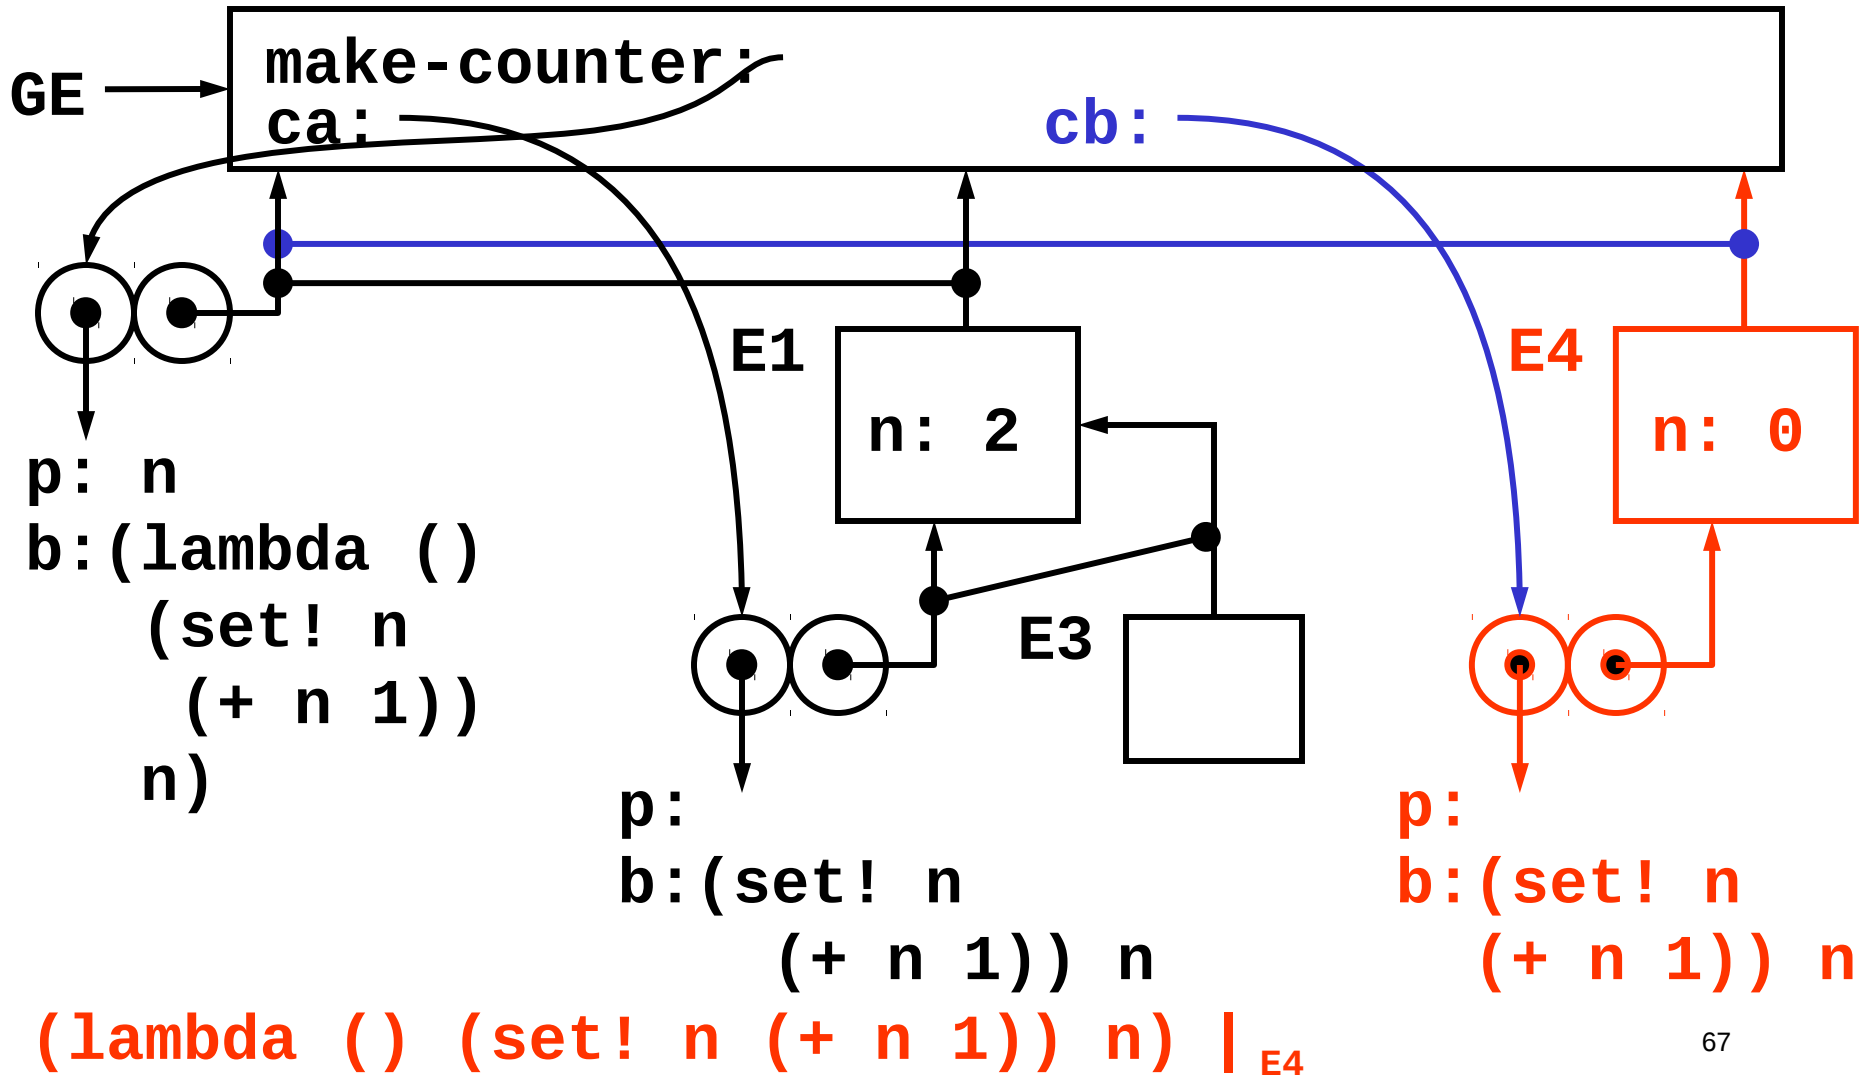 make-counter:
GE
ca:
cb:
E1
E4
n: 2
n: 0
p: n
b:(lambda ()
(set! n
(+ n 1))
n)
E3
p:
b:(set! n
(+ n 1)) n
p:
b:(set! n
(+ n 1)) n
(lambda () (set! n (+ n 1)) n) | E4
67